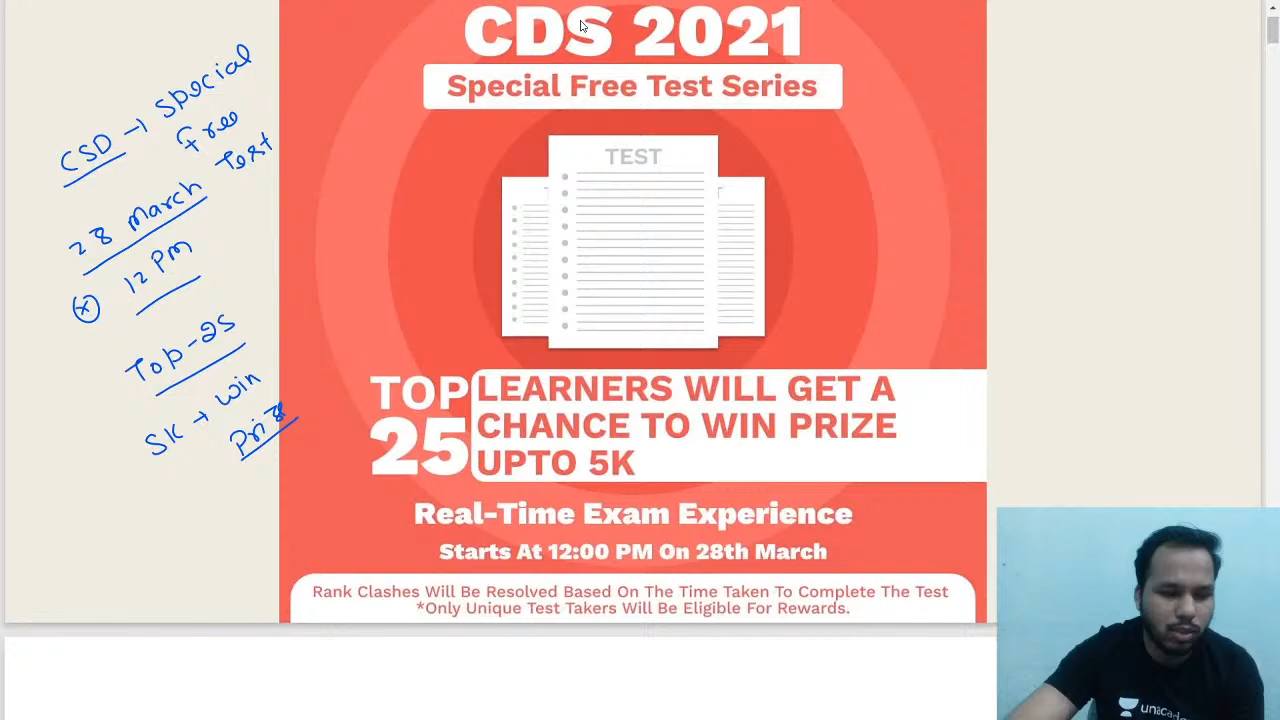 CDS 2021
Special Free Test Series
TEST
TOP 25
LEARNERS WILL GET A
CHANCE TO WIN PRIZE
UPTO 5K
Real-Time Exam Experience
Starts At 12:00 PM On 28th March
Rank Clashes Will Be Resolved Based On The Time Taken To Complete The Test
*Only Unique Test Takers Will Be Eligible For Rewards.
CSD → Special
Free
Test
28 March
(x) 12 PM
Top-25
5K → Win